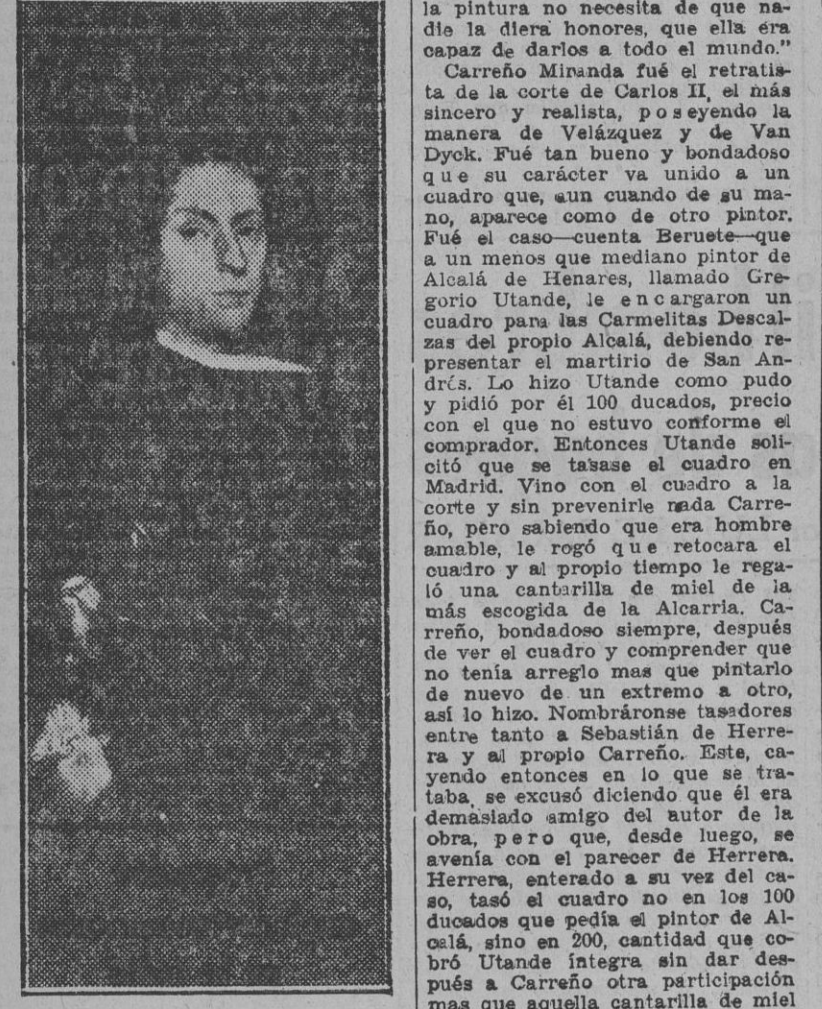 la pintura no necesita de que na-
die la diera honores, que ella era
capaz de darlos a todo el mundo."
Carreño Miranda fué el retratis-
ta de la corte de Carlos II, el más
sincero y realista, poseyendo la
manera de Velázquez y de Van
Dyck. Fué tan bueno y bondadoso
que su carácter va unido a un
cuadro que, aun cuando de su ma-
no, aparece como de otro pintor.
Fué el caso—cuenta Beruete—que
a un menos que mediano pintor de
Alcalá de Henares, llamado Gre-
gorio Utande, le encargaron un
cuadro para las Carmelitas Descal-
zas del propio Alcalá, debiendo re-
presentar el martirio de San An-
drés. Lo hizo Utande como pudo
y pidió por él 100 ducados, precio
con el que no estuvo conforme el
comprador. Entonces Utande soli-
citó que se tasase el cuadro en
Madrid. Vino con el cuadro a la
corte y sin prevenirle nada Carre-
ño, pero sabiendo que era hombre
amable, le rogó que retocara el
cuadro y al propio tiempo le rega-
ló una cantarilla de miel de la
más escogida de la Alcarria. Ca-
rreño, bondadoso siempre, después
de ver el cuadro y comprender que
no tenía arreglo mas que pintarlo
de nuevo de un extremo a otro,
así lo hizo. Nombráronse tasadores
entre tanto a Sebastián de Herre-
ra y al propio Carreño. Este, ca-
yendo entonces en lo que se tra-
taba, se excusó diciendo que él era
demasiado amigo del autor de la
obra, pero que, desde luego, se
avenía con el parecer de Herrera.
Herrera, enterado a su vez del ca-
so, tasó el cuadro no en los 100
ducados que pedía el pintor de Al-
calá, sino en 200, cantidad que co-
bró Utande íntegra sin dar des-
pués a Carreño otra participación
mas que aquella cantarilla de miel